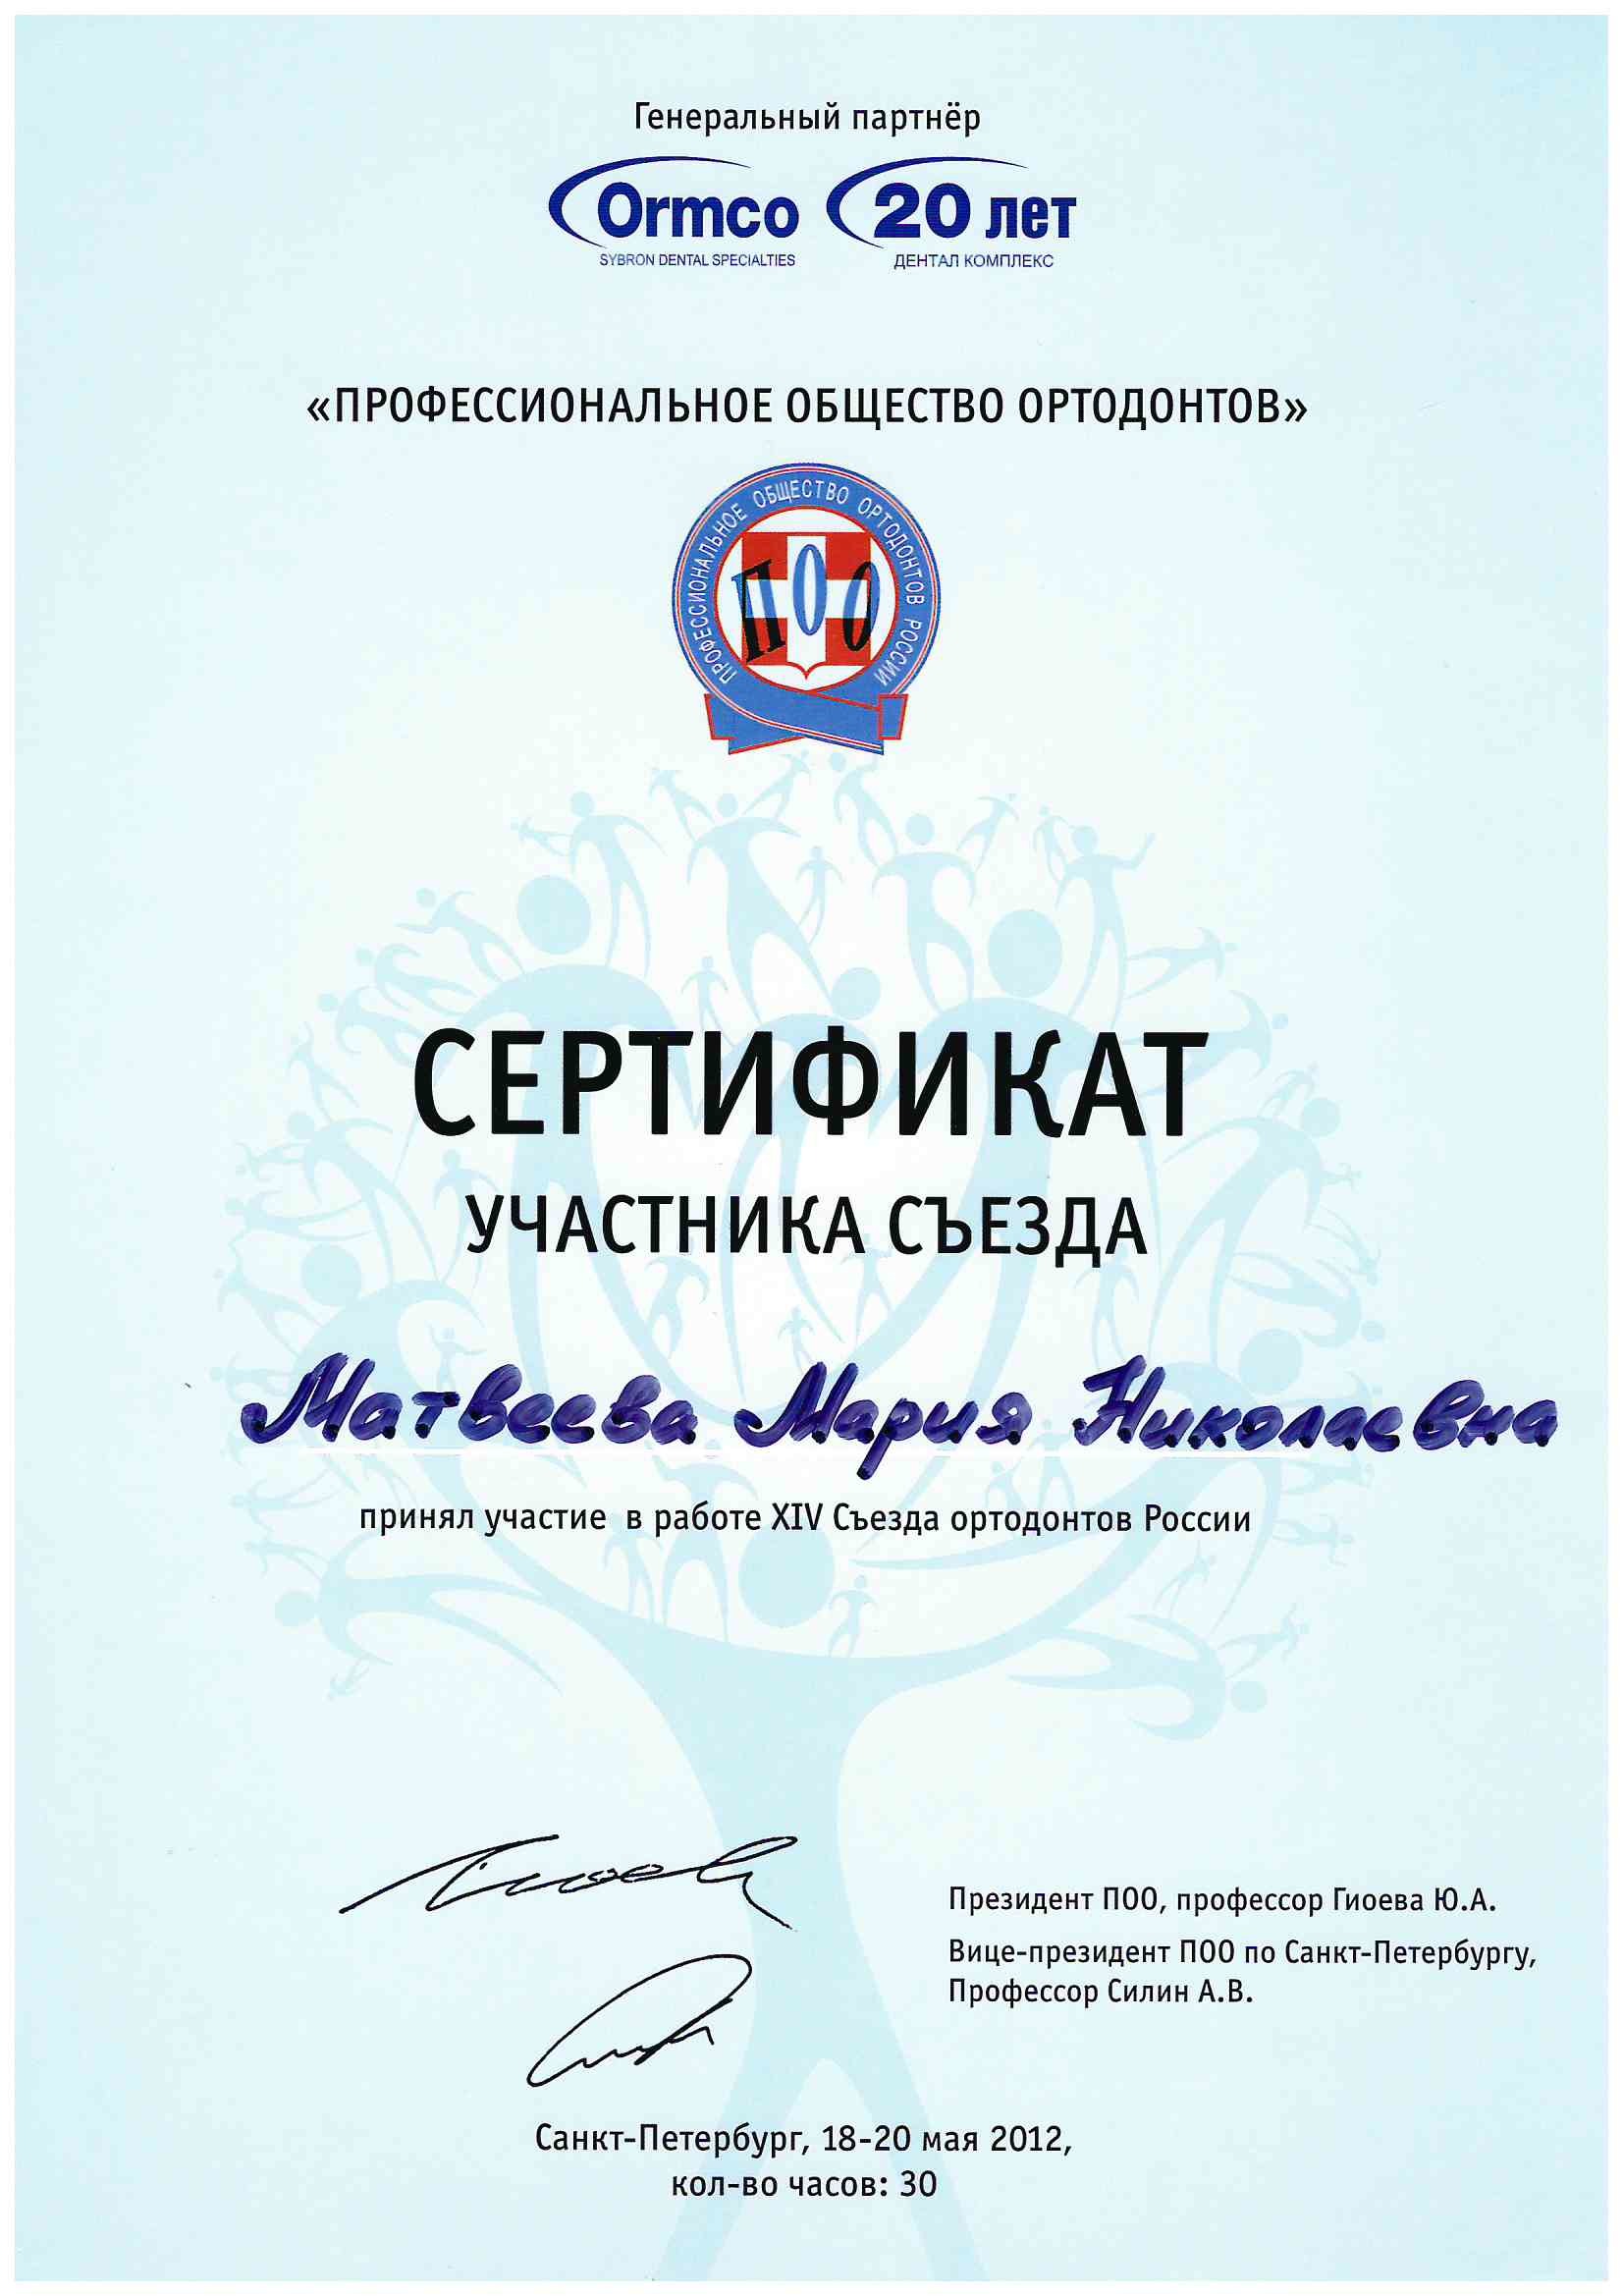 Генеральный партнёр
Ormco 20 лет
SYBRON DENTAL SPECIALTIES ДЕНТАЛ КОМПЛЕКС
«ПРОФЕССИОНАЛЬНОЕ ОБЩЕСТВО ОРТОДОНТОВ»
ПРОФЕССИОНАЛЬНОЕ ОБЩЕСТВО ОРТОДОНТОВ РОССИИ
ПОО
СЕРТИФИКАТ
УЧАСТНИКА СЪЕЗДА
Матвеева Мария Николаевна
принял участие в работе XIV Съезда ортодонтов России
Президент ПОО, профессор Гиоева Ю.А.
Вице-президент ПОО по Санкт-Петербургу,
Профессор Силин А.В.
Санкт-Петербург, 18-20 мая 2012,
кол-во часов: 30